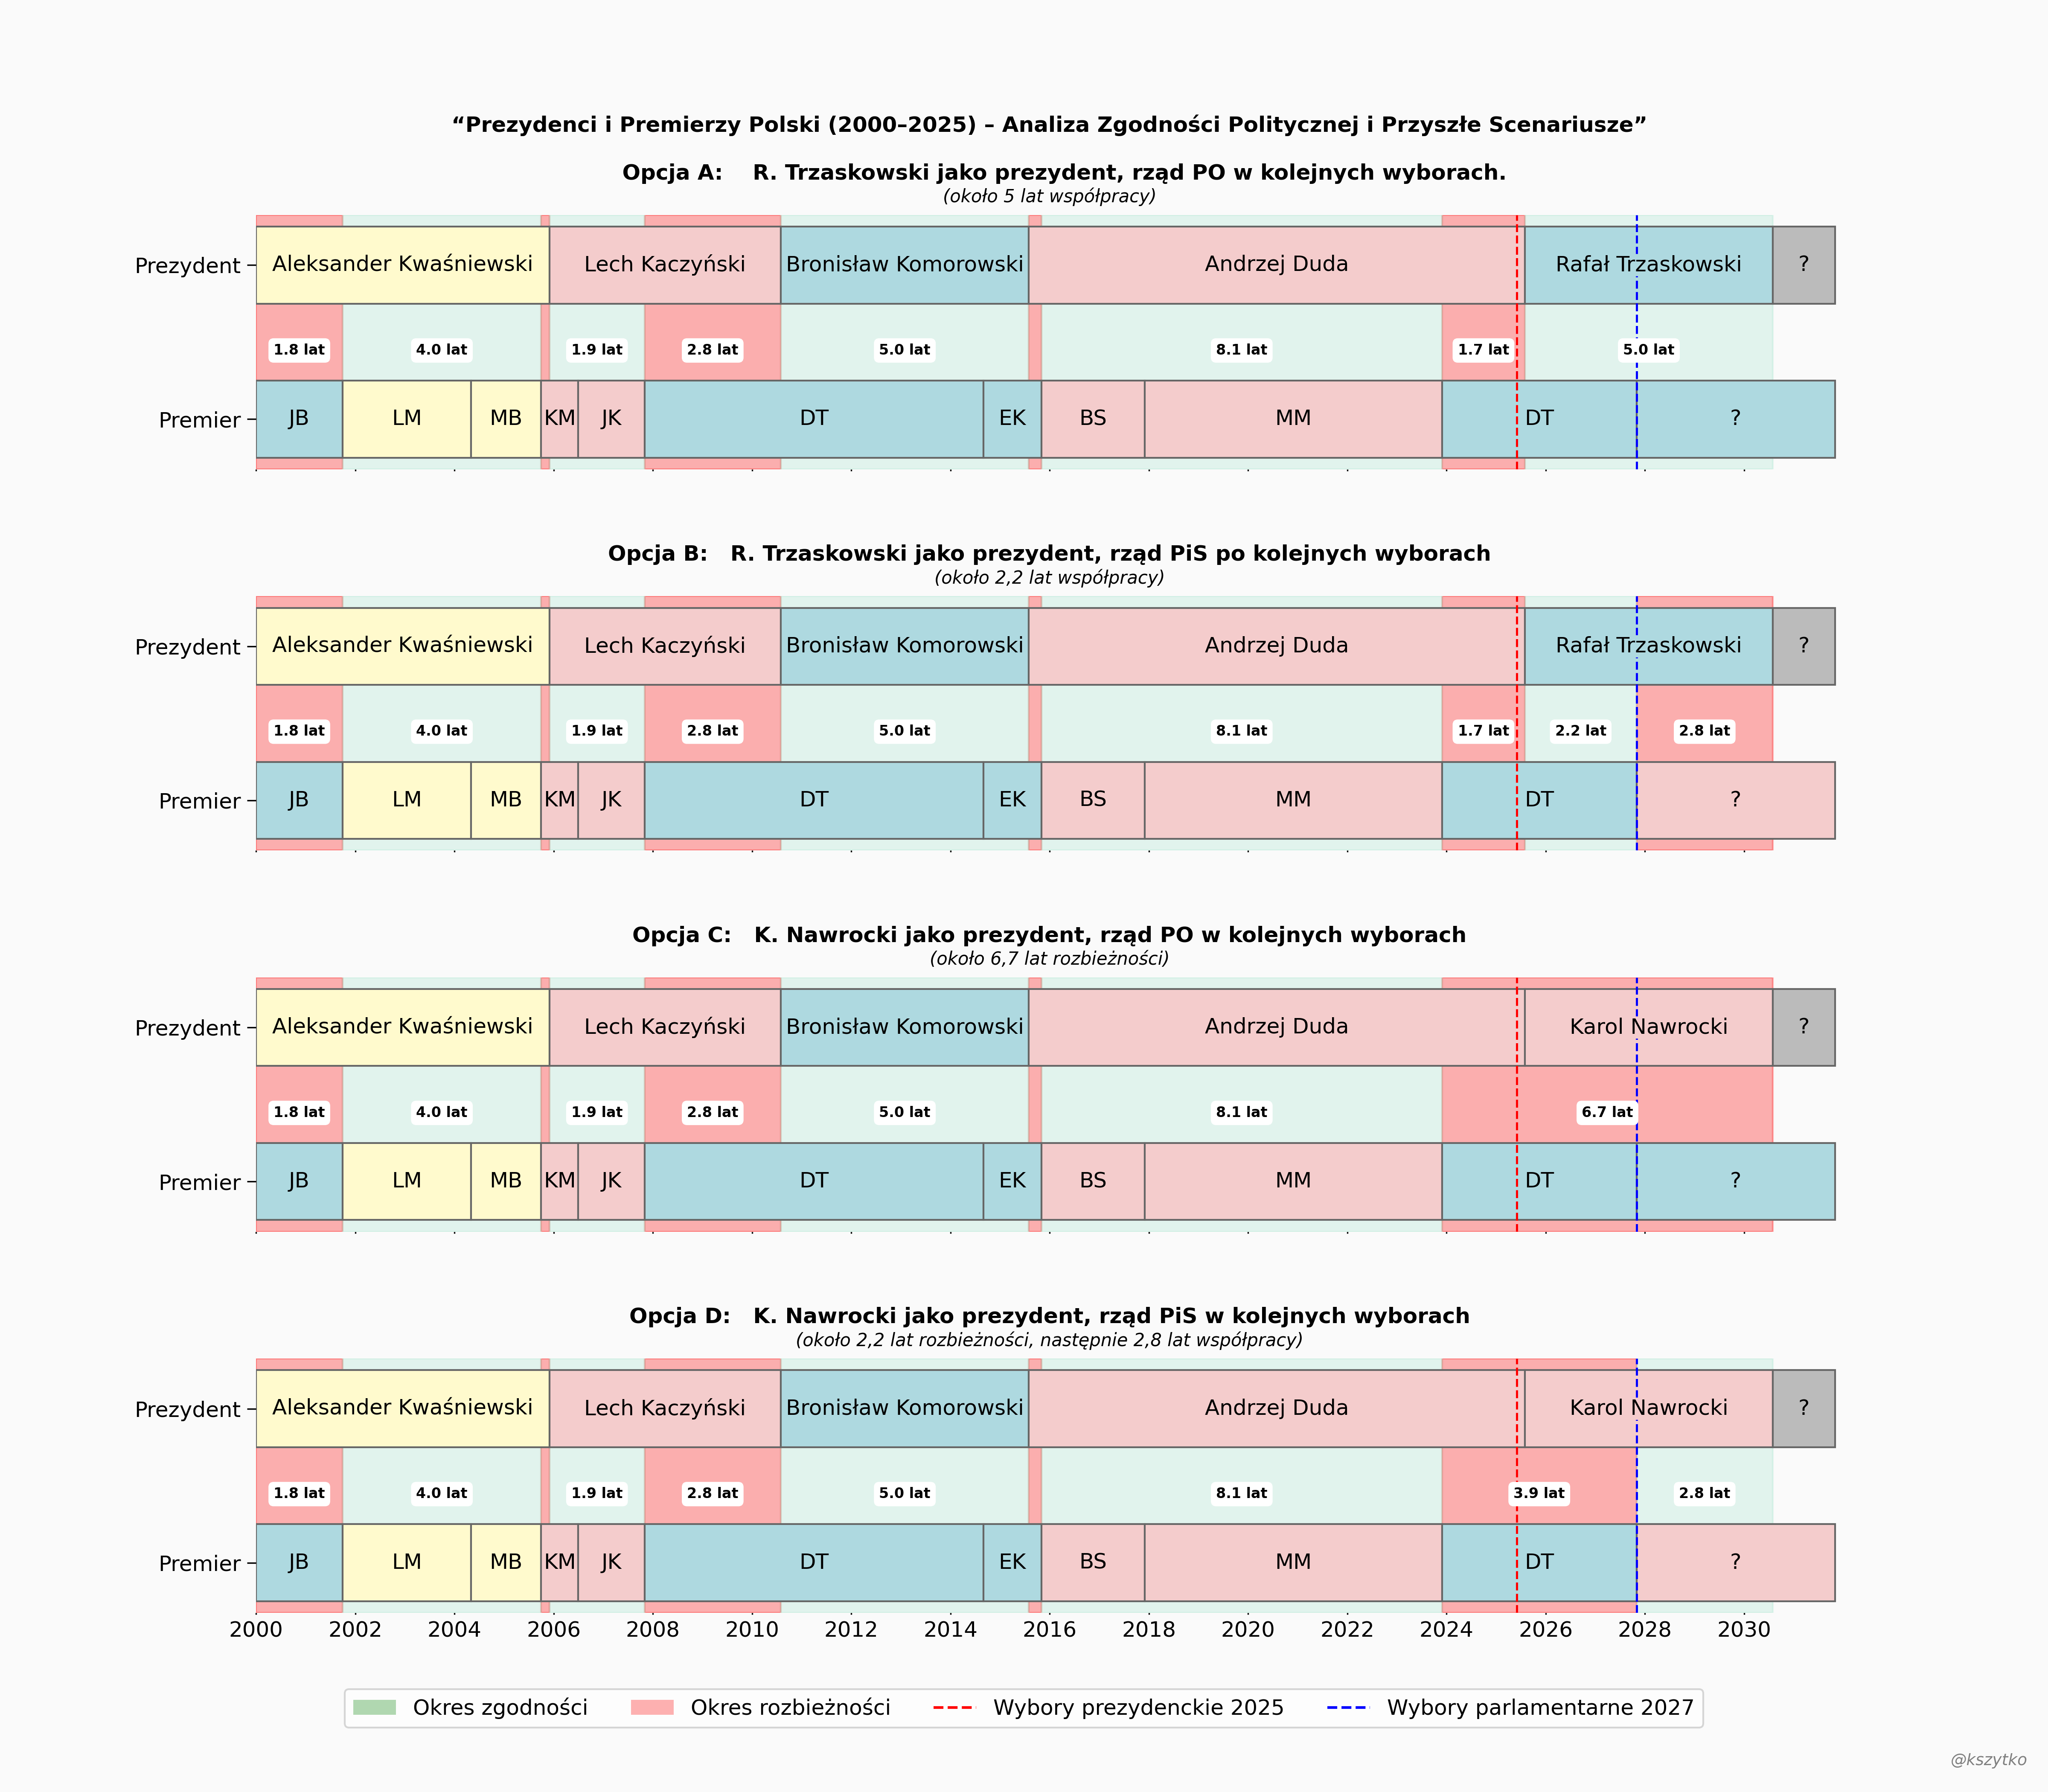 “Prezydenci i Premierzy Polski (2000–2025) – Analiza Zgodności Politycznej i Przyszłe Scenariusze”
Opcja A: R. Trzaskowski jako prezydent, rząd PO w kolejnych wyborach.
(około 5 lat współpracy)
Prezydent Aleksander Kwaśniewski Lech Kaczyński Bronisław Komorowski Andrzej Duda Rafał Trzaskowski ?
1.8 lat 4.0 lat 1.9 lat 2.8 lat 5.0 lat 8.1 lat 1.7 lat 5.0 lat
Premier JB LM MB KM JK DT EK BS MM DT ?
Opcja B: R. Trzaskowski jako prezydent, rząd PiS po kolejnych wyborach
(około 2,2 lat współpracy)
Prezydent Aleksander Kwaśniewski Lech Kaczyński Bronisław Komorowski Andrzej Duda Rafał Trzaskowski ?
1.8 lat 4.0 lat 1.9 lat 2.8 lat 5.0 lat 8.1 lat 1.7 lat 2.2 lat 2.8 lat
Premier JB LM MB KM JK DT EK BS MM DT ?
Opcja C: K. Nawrocki jako prezydent, rząd PO w kolejnych wyborach
(około 6,7 lat rozbieżności)
Prezydent Aleksander Kwaśniewski Lech Kaczyński Bronisław Komorowski Andrzej Duda Karol Nawrocki ?
1.8 lat 4.0 lat 1.9 lat 2.8 lat 5.0 lat 8.1 lat 6.7 lat
Premier JB LM MB KM JK DT EK BS MM DT ?
Opcja D: K. Nawrocki jako prezydent, rząd PiS w kolejnych wyborach
(około 2,2 lat rozbieżności, następnie 2,8 lat współpracy)
Prezydent Aleksander Kwaśniewski Lech Kaczyński Bronisław Komorowski Andrzej Duda Karol Nawrocki ?
1.8 lat 4.0 lat 1.9 lat 2.8 lat 5.0 lat 8.1 lat 3.9 lat 2.8 lat
Premier JB LM MB KM JK DT EK BS MM DT ?
2000 2002 2004 2006 2008 2010 2012 2014 2016 2018 2020 2022 2024 2026 2028 2030
Okres zgodności Okres rozbieżności Wybory prezydenckie 2025 Wybory parlamentarne 2027
@kszytko